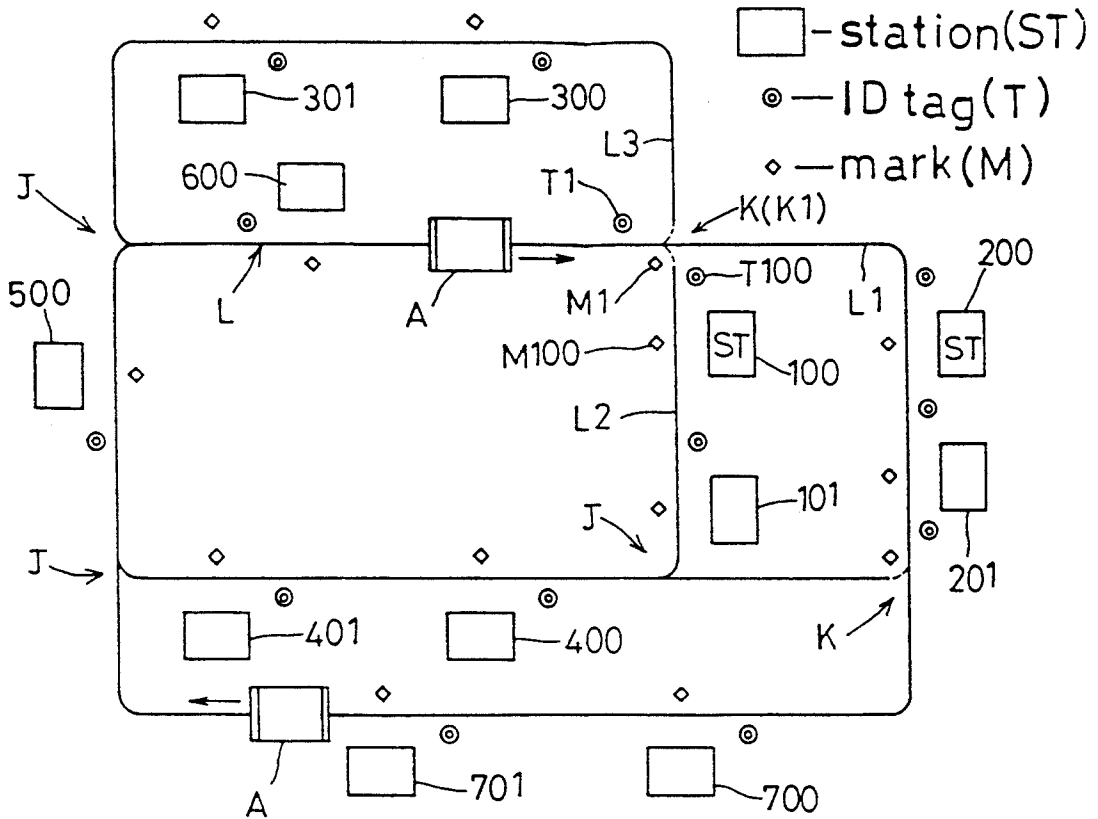 station(ST)
ID tag(T)
mark(M)
301
300
L3
600
T1
J
K(K1)
200
T100
L1
500
L
A
M1
ST
ST
M100
100
L2
101
J
J
201
401
400
K
A
701
700